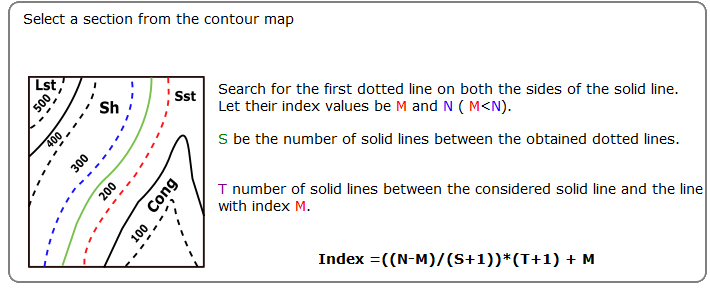 Select a section from the contour map
Lst
500
400
Sh
Sst
300
200
Cong
100
Search for the first dotted line on both the sides of the solid line.
Let their index values be M and N ( M<N).
S be the number of solid lines between the obtained dotted lines.
T number of solid lines between the considered solid line and the line
with index M.
Index =((N-M)/(S+1))*(T+1) + M